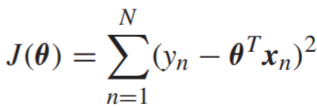 J(θ) = ∑_{n=1}^{N} (y_n − θ^T x_n)^2